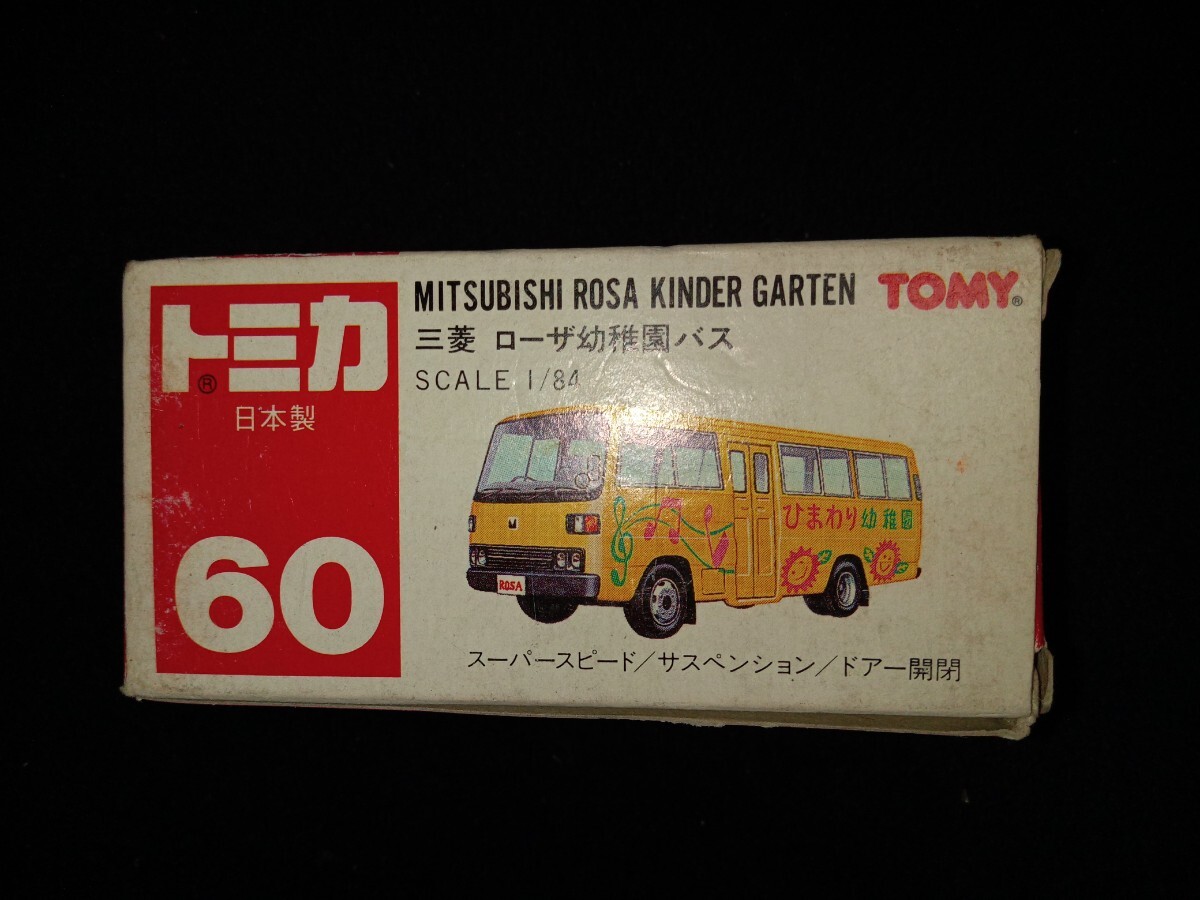 トミカ®
日本製
60
MITSUBISHI ROSA KINDER GARTEN TOMY®
三菱 ローザ幼稚園バス
SCALE 1/84
ひまわり幼稚園
ROSA
スーパースピード/サスペンション/ドアー開閉